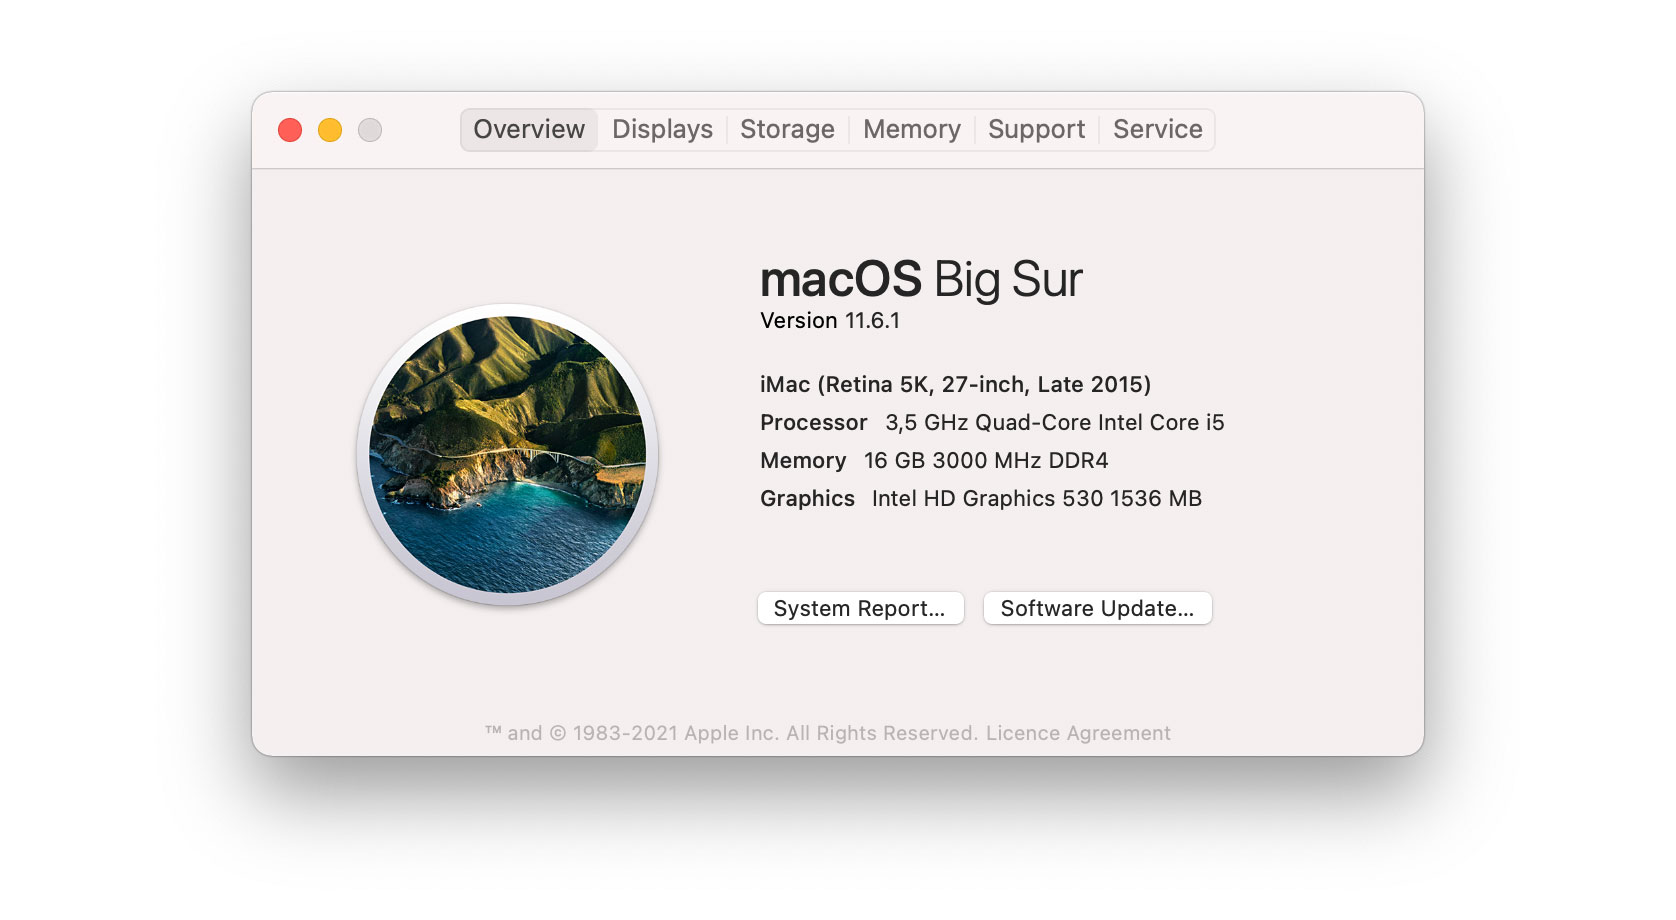 Overview Displays Storage Memory Support Service
macOS Big Sur
Version 11.6.1
iMac (Retina 5K, 27-inch, Late 2015)
Processor 3,5 GHz Quad-Core Intel Core i5
Memory 16 GB 3000 MHz DDR4
Graphics Intel HD Graphics 530 1536 MB
System Report... Software Update...
™ and © 1983-2021 Apple Inc. All Rights Reserved. Licence Agreement